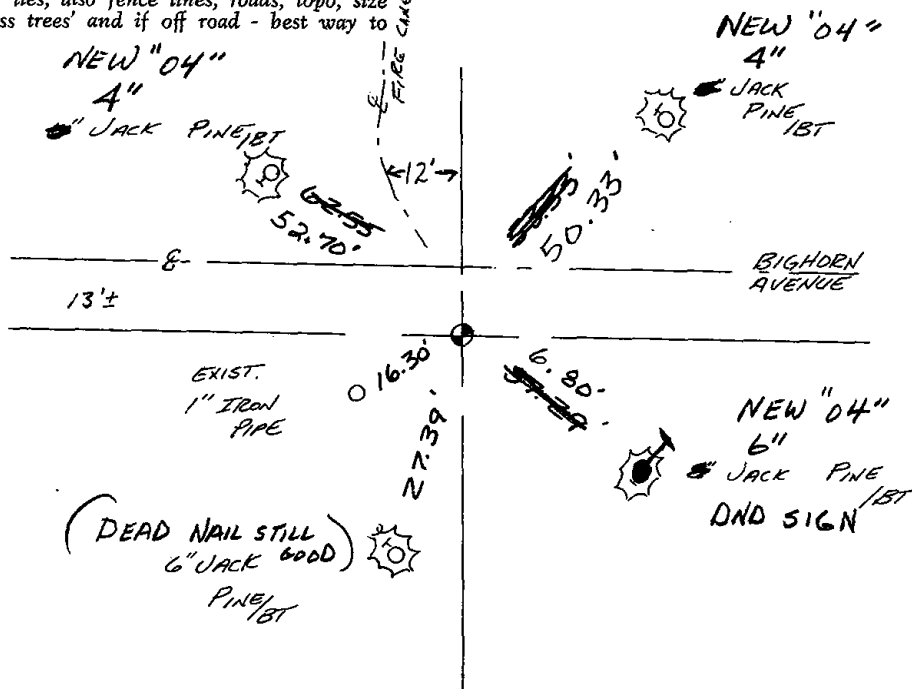 ties, also fence lines, roads, topo, size
ss trees' and if off road - best way to
FIRE LANE
NEW "04"
4"
JACK PINE/BT
62.55
52.70'
12'
NEW "04"
4"
JACK
PINE
/BT
50.33'
BIGHORN
AVENUE
13'±
EXIST.
1" IRON
PIPE
16.30'
27.39'
6.80'
NEW "04"
6"
JACK PINE
/BT
DND SIGN
(DEAD NAIL STILL
6" JACK GOOD)
PINE/BT